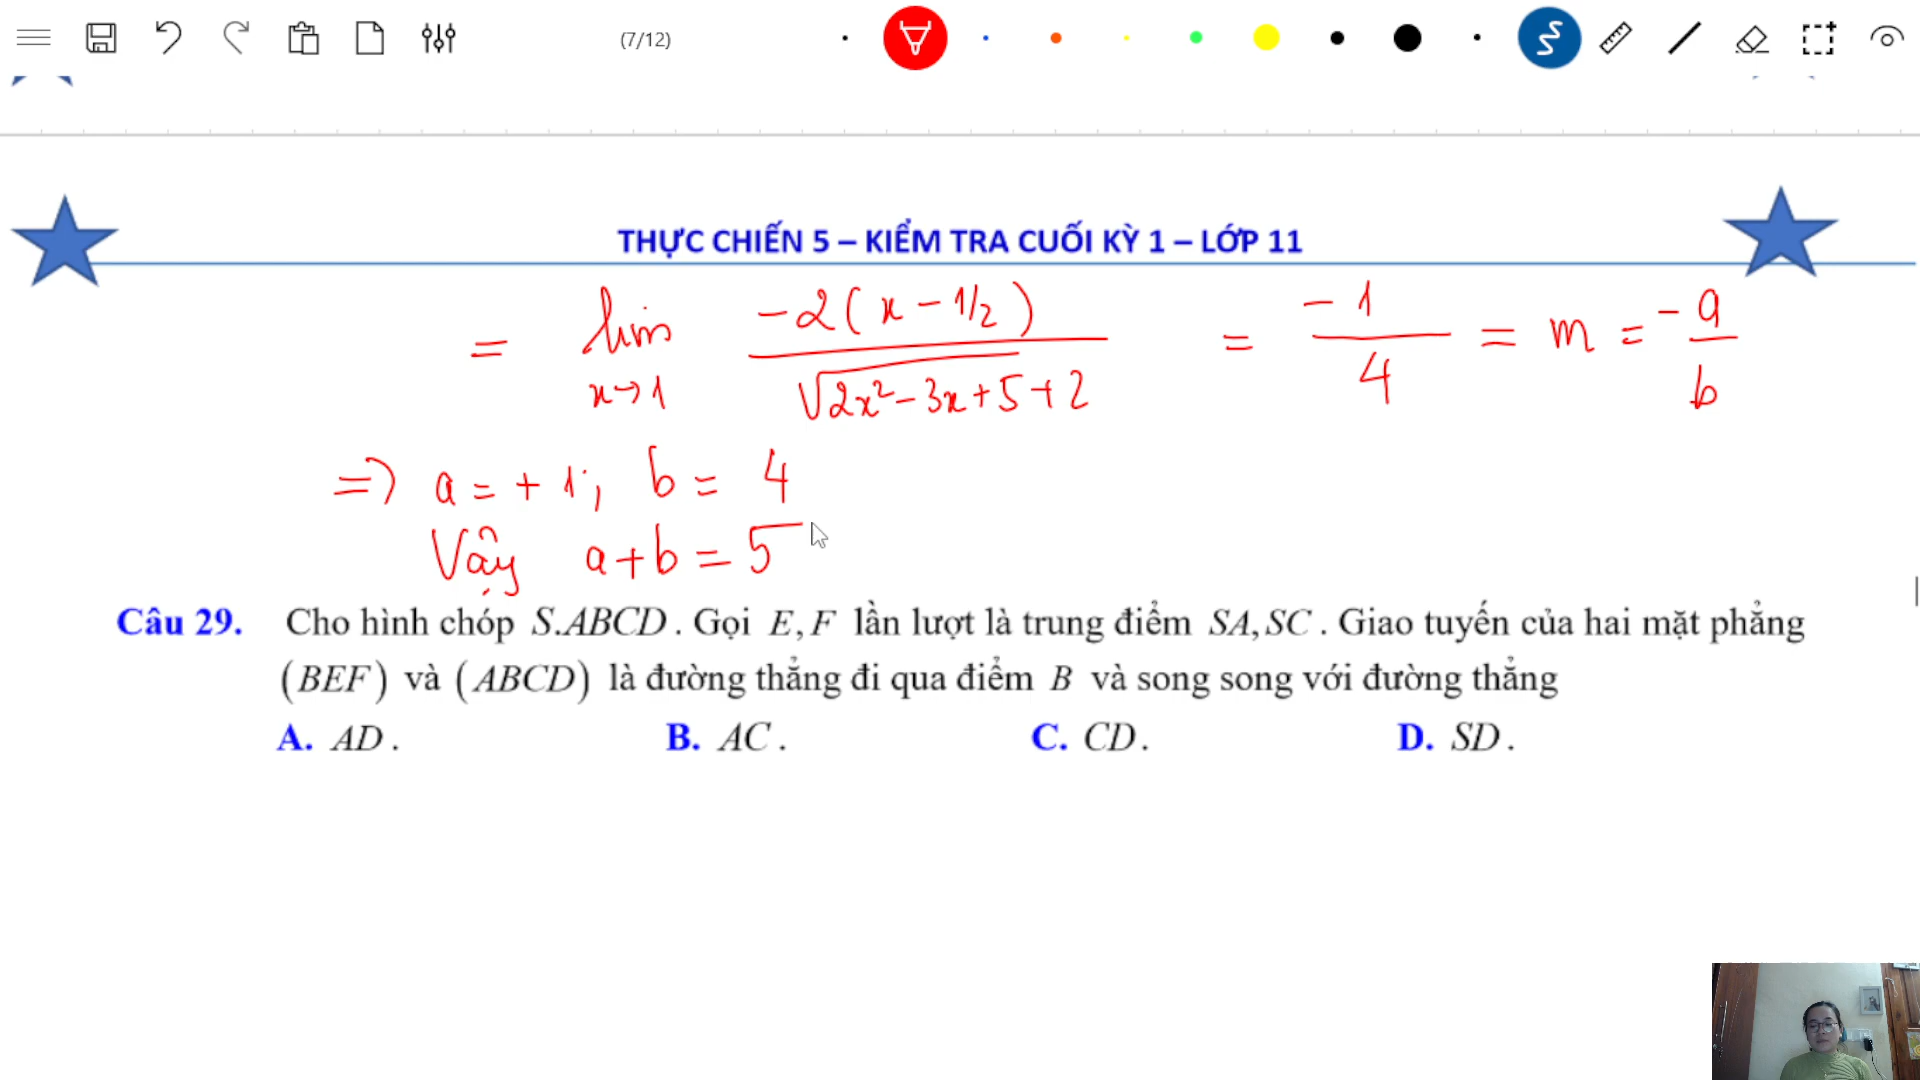 (7/12)
THỰC CHIẾN 5 – KIỂM TRA CUỐI KỲ 1 – LỚP 11
= lim x→1 -2(x-1/2) / √2x²-3x+5+2 = -1/4 = m = -a/b
=> a = +1; b = 4
Vậy a+b = 5
Câu 29. Cho hình chóp S.ABCD. Gọi E, F lần lượt là trung điểm SA, SC. Giao tuyến của hai mặt phẳng
(BEF) và (ABCD) là đường thẳng đi qua điểm B và song song với đường thẳng
A. AD. B. AC. C. CD. D. SD.